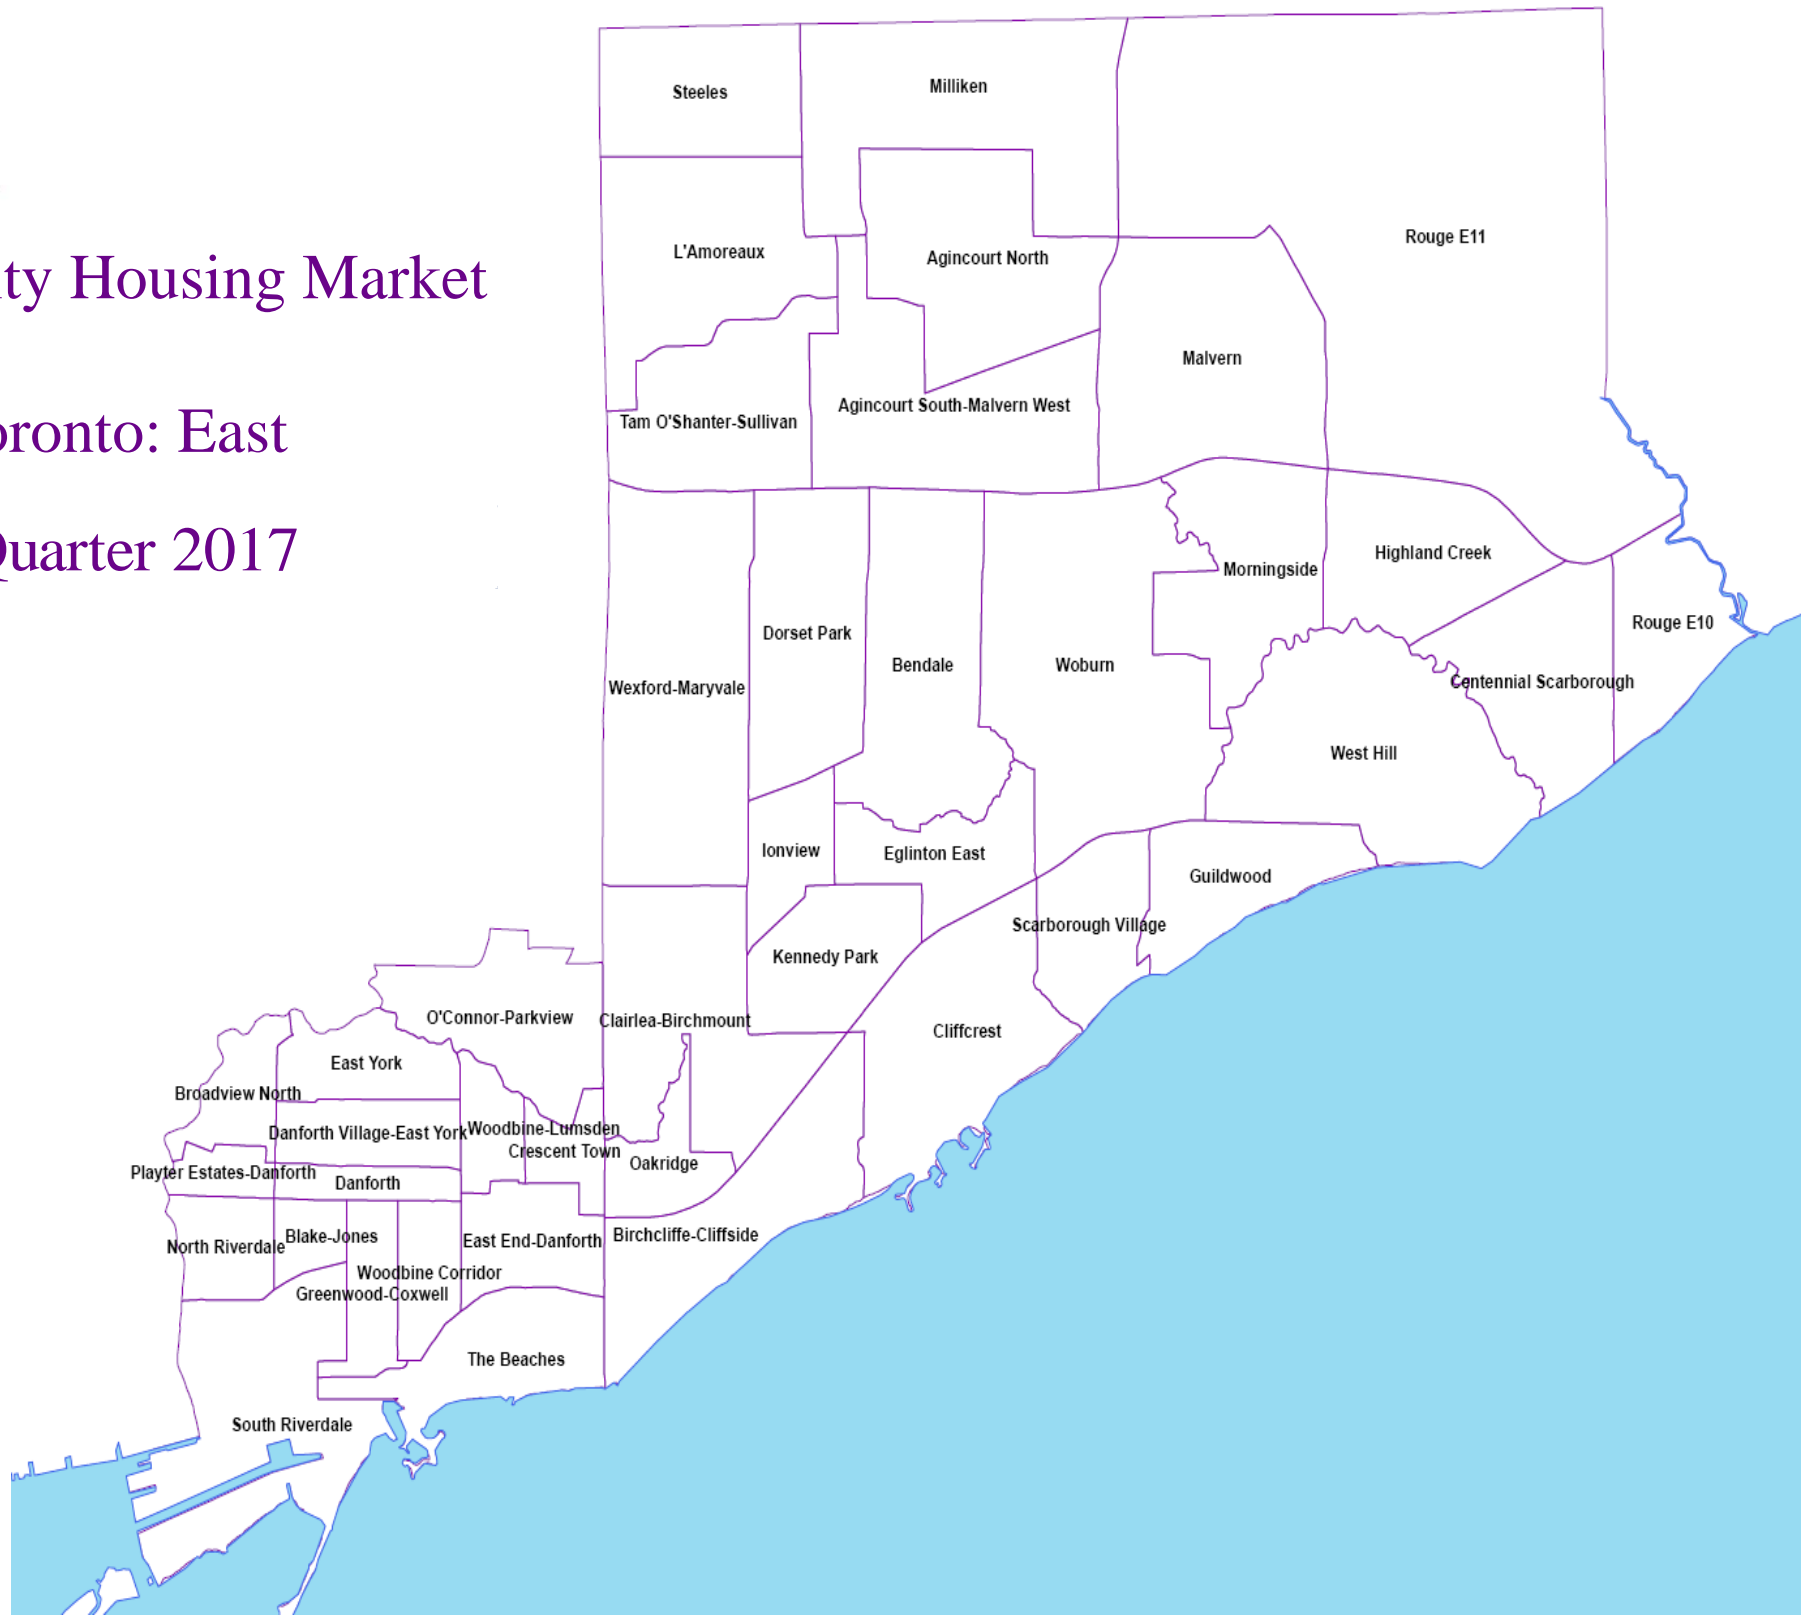 ity Housing Market
oronto: East
Quarter 2017
Steeles
Milliken
Rouge E11
L'Amoreaux
Agincourt North
Malvern
Agincourt South-Malvern West
Tam O'Shanter-Sullivan
Highland Creek
Morningside
Rouge E10
Dorset Park
Bendale
Woburn
Centennial Scarborough
Wexford-Maryvale
West Hill
Ionview
Eglinton East
Guildwood
Scarborough Village
Kennedy Park
O'Connor-Parkview
Clairlea-Birchmount
Cliffcrest
East York
Broadview North
Danforth Village-East York
Woodbine-Lumsden
Crescent Town
Oakridge
Playter Estates-Danforth
Danforth
Blake-Jones
North Riverdale
East End-Danforth
Birchcliffe-Cliffside
Woodbine Corridor
Greenwood-Coxwell
The Beaches
South Riverdale